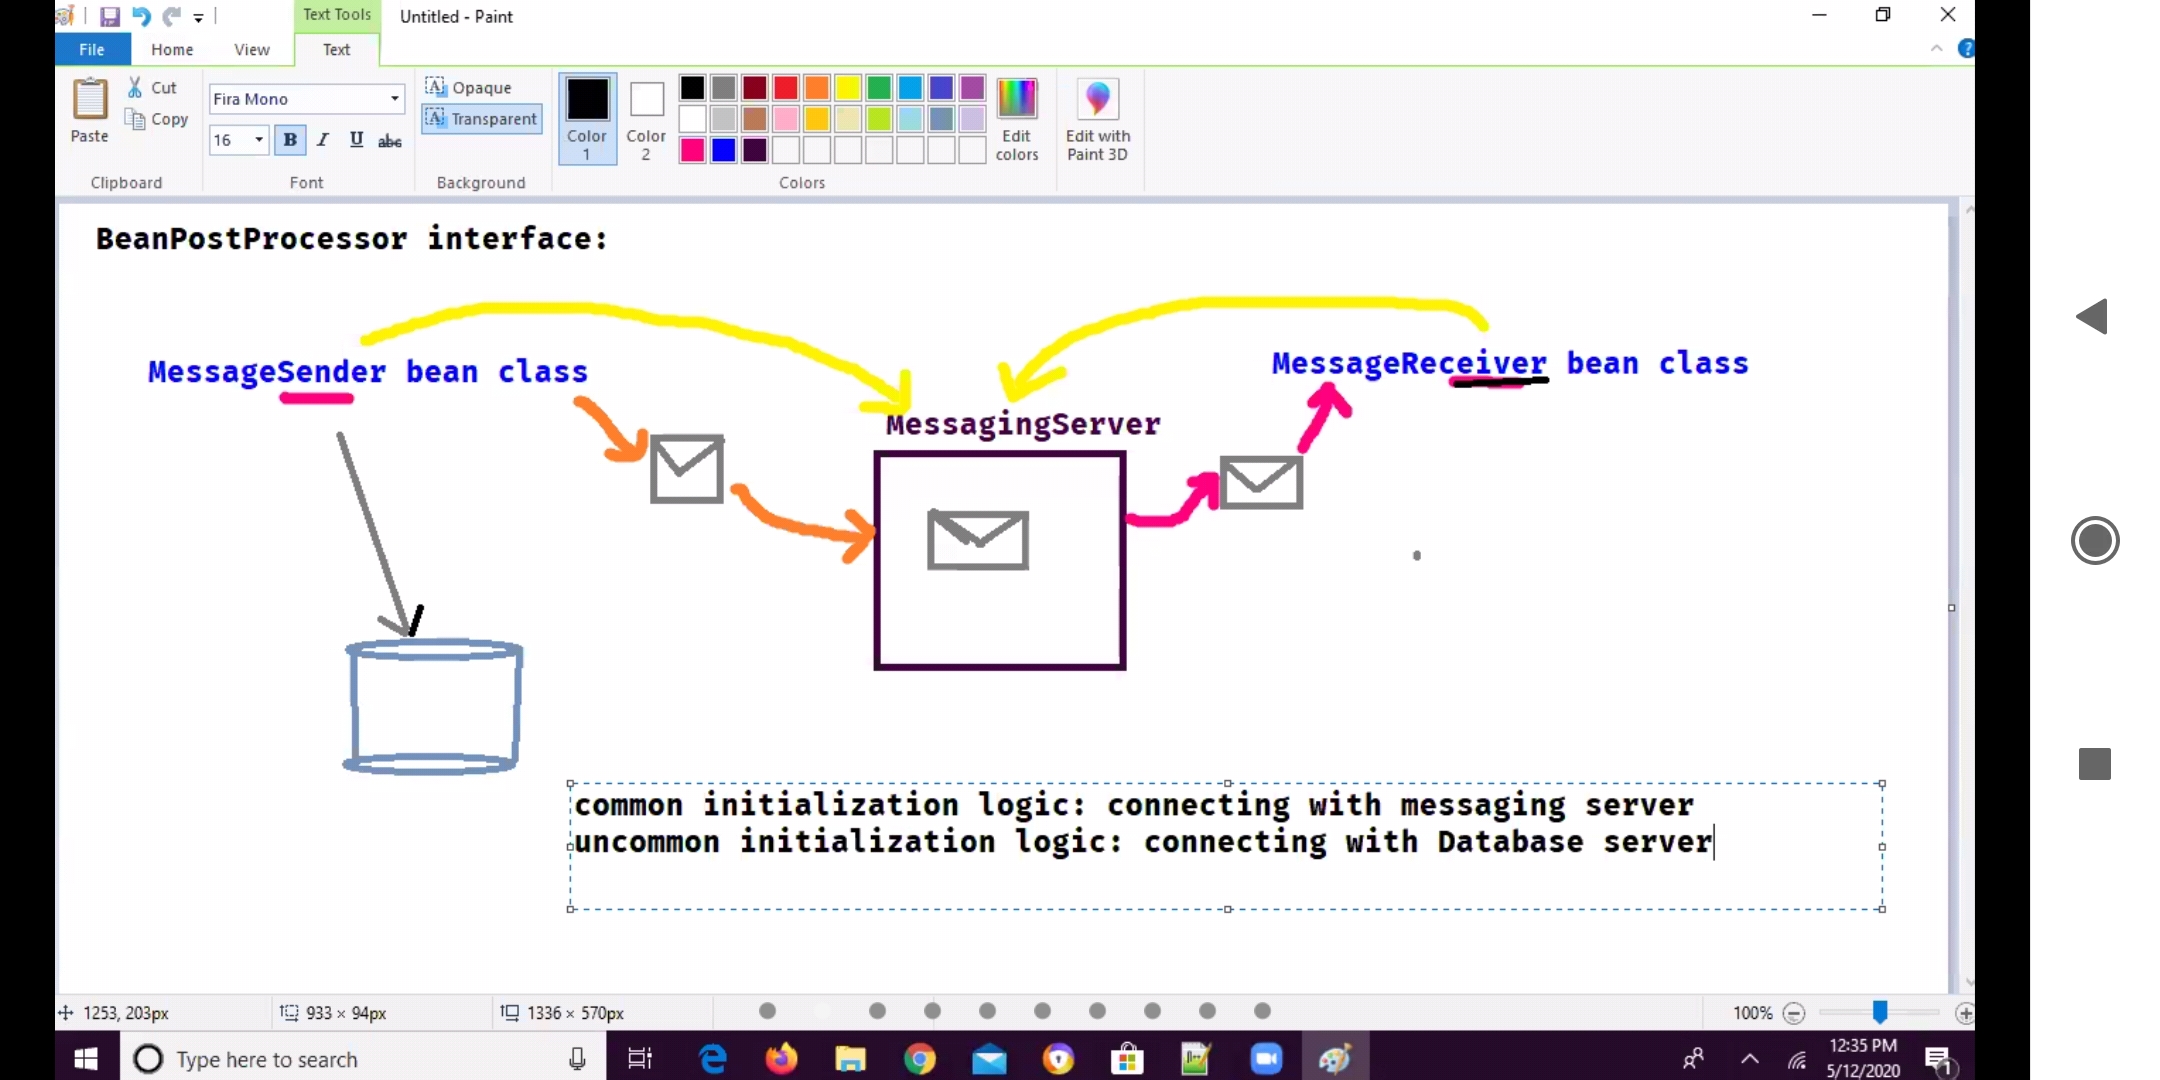 Text Tools
Untitled - Paint
File
Home
View
Text
Paste
Cut
Copy
Fira Mono
16
B I U abc
Opaque
Transparent
Color 1
Color 2
Edit colors
Edit with Paint 3D
Clipboard
Font
Background
Colors
BeanPostProcessor interface:
MessageSender bean class
MessageReceiver bean class
MessagingServer
common initialization logic: connecting with messaging server
uncommon initialization logic: connecting with Database server
1253, 203px
933 × 94px
1336 × 570px
100%
Type here to search
12:35 PM
5/12/2020
1